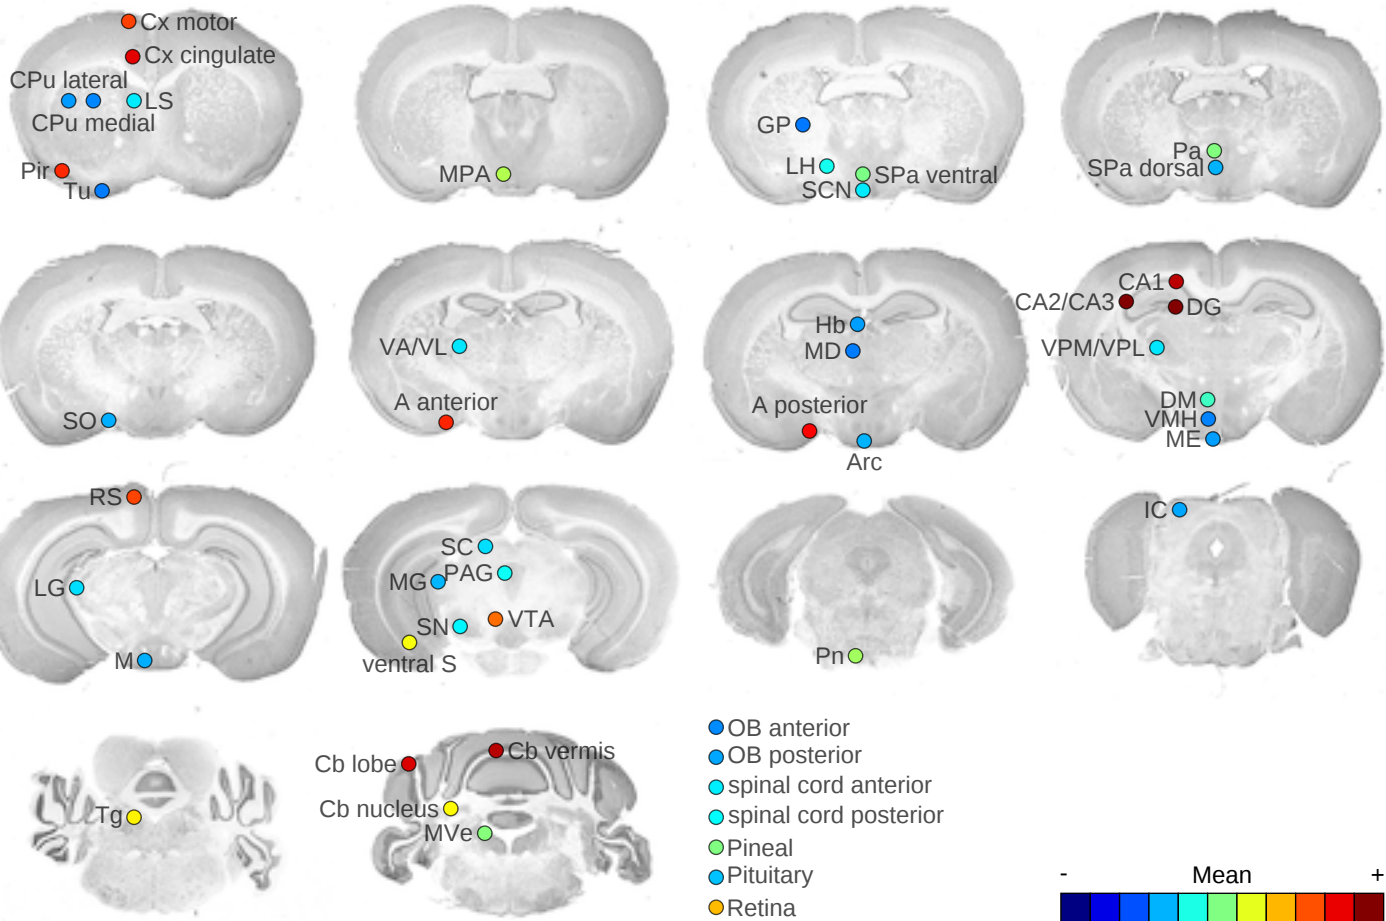 Cx motor
Cx cingulate
CPu lateral
LS
CPu medial
Pir
Tu
MPA
GP
LH
SPa ventral
SCN
Pa
SPa dorsal
SO
VA/VL
A anterior
Hb
MD
A posterior
Arc
CA1
CA2/CA3
DG
VPM/VPL
DM
VMH
ME
RS
LG
M
SC
MG
PAG
SN
VTA
ventral S
Pn
IC
Tg
Cb lobe
Cb vermis
Cb nucleus
MVe
OB anterior
OB posterior
spinal cord anterior
spinal cord posterior
Pineal
Pituitary
Retina
- Mean +